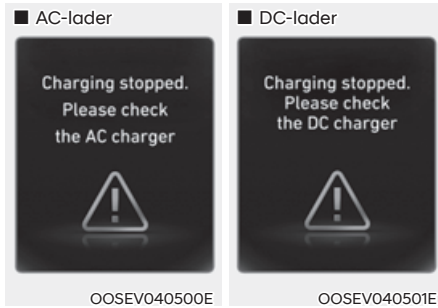 ■ AC-lader
Charging stopped.
Please check
the AC charger
OOSEV040500E
■ DC-lader
Charging stopped.
Please check
the DC charger
OOSEV040501E